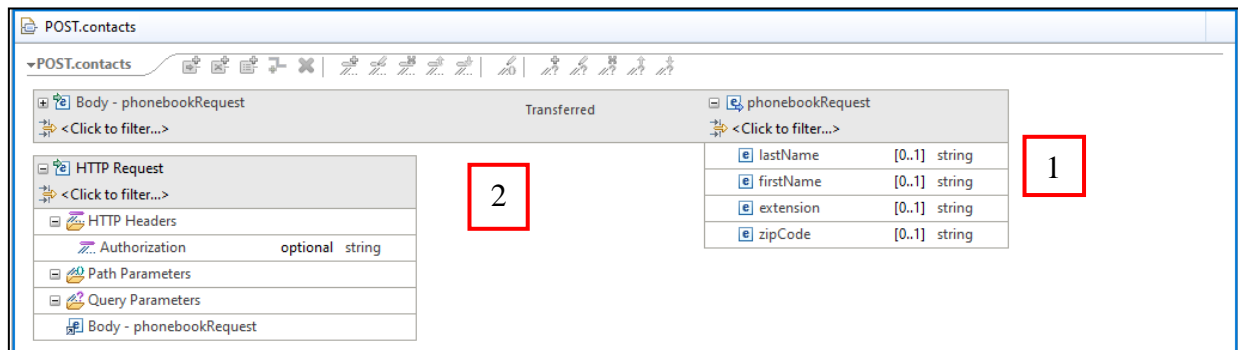 POST.contacts
POST.contacts
Body - phonebookRequest Transferred phonebookRequest
<Click to filter...> <Click to filter...>
lastName [0..1] string
1
HTTP Request firstName [0..1] string
<Click to filter...> 2 extension [0..1] string
HTTP Headers zipCode [0..1] string
Authorization optional string
Path Parameters
Query Parameters
Body - phonebookRequest